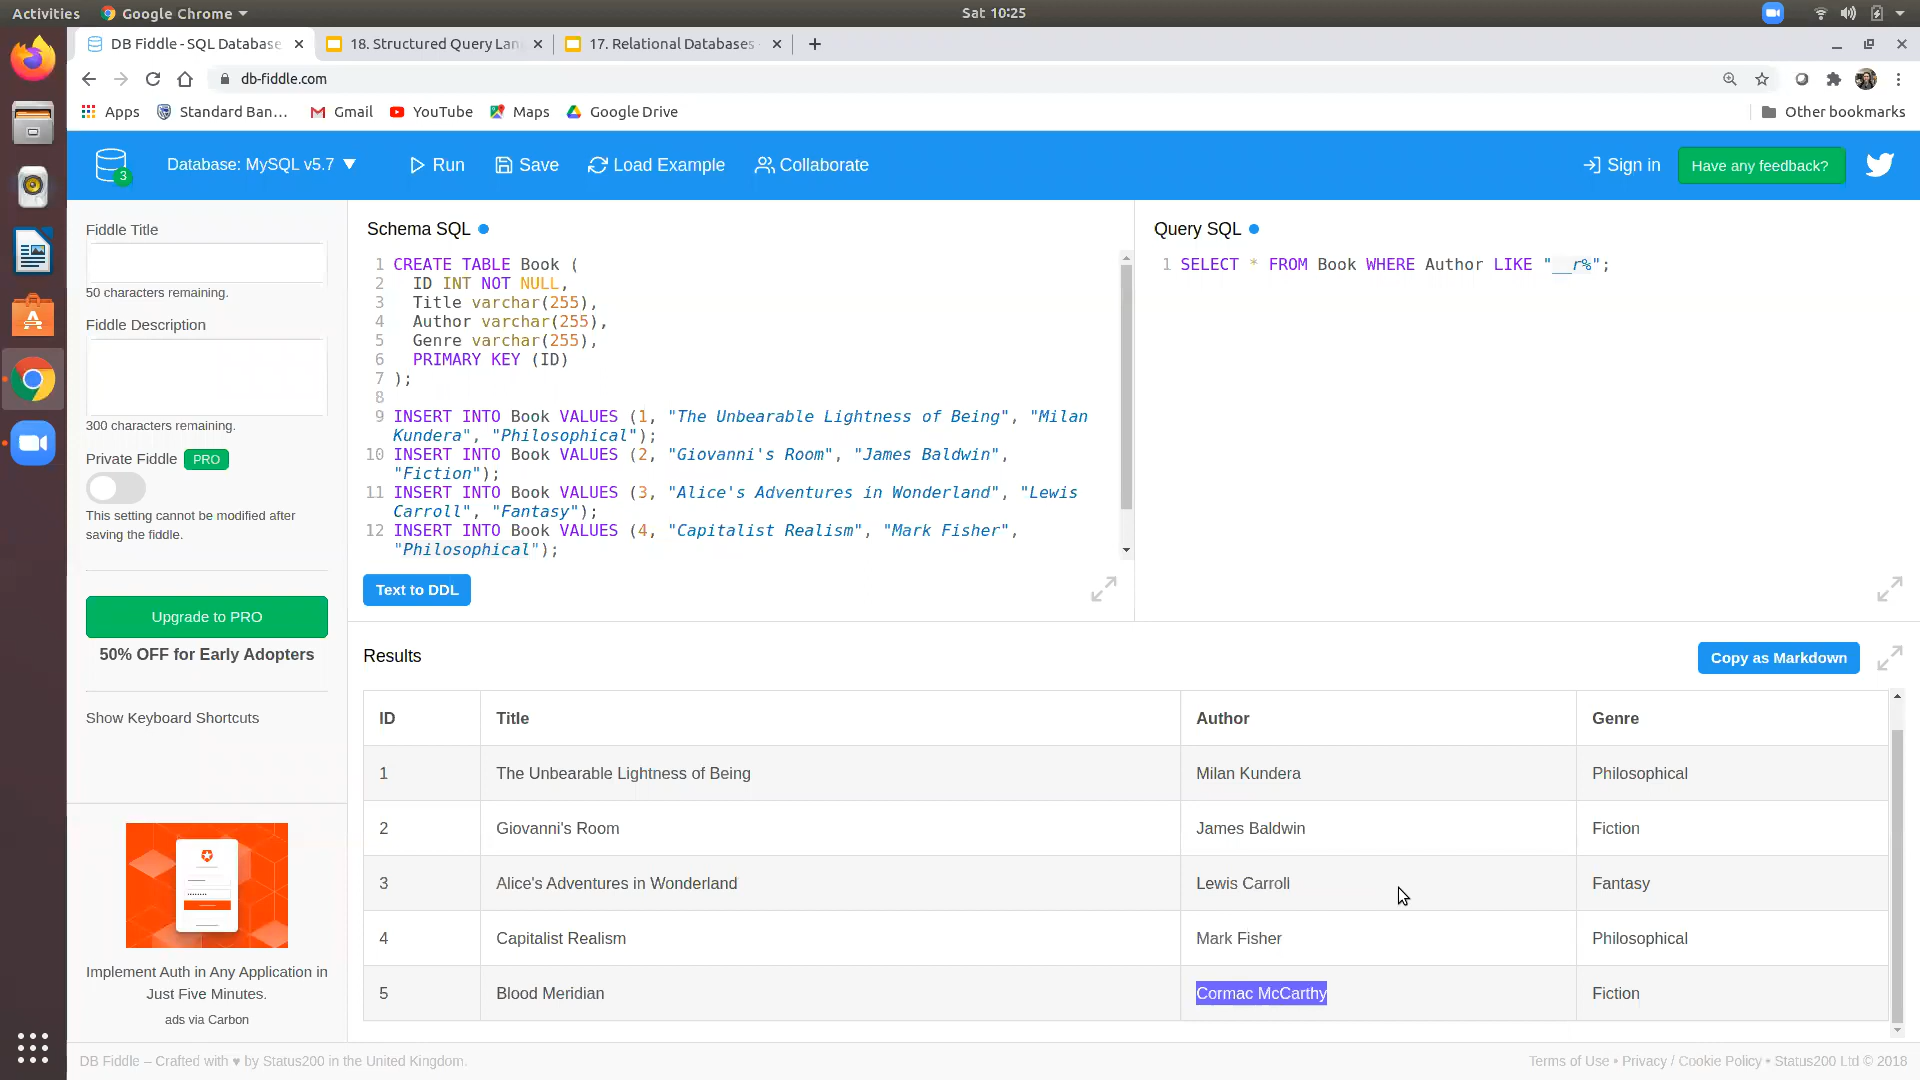 Activities
Google Chrome
Sat 10:25
DB Fiddle - SQL Database
18. Structured Query Lan
17. Relational Databases
db-fiddle.com
Apps
Standard Ban...
Gmail
YouTube
Maps
Google Drive
Other bookmarks
3
Database: MySQL v5.7
Run
Save
Load Example
Collaborate
Sign in
Have any feedback?
Fiddle Title
50 characters remaining.
Fiddle Description
300 characters remaining.
Private Fiddle PRO
This setting cannot be modified after
saving the fiddle.
Upgrade to PRO
50% OFF for Early Adopters
Show Keyboard Shortcuts
Implement Auth in Any Application in
Just Five Minutes.
ads via Carbon
Schema SQL
1 CREATE TABLE Book (
2 ID INT NOT NULL,
3 Title varchar(255),
4 Author varchar(255),
5 Genre varchar(255),
6 PRIMARY KEY (ID)
7 );
8
9 INSERT INTO Book VALUES (1, "The Unbearable Lightness of Being", "Milan
Kundera", "Philosophical");
10 INSERT INTO Book VALUES (2, "Giovanni's Room", "James Baldwin",
"Fiction");
11 INSERT INTO Book VALUES (3, "Alice's Adventures in Wonderland", "Lewis
Carroll", "Fantasy");
12 INSERT INTO Book VALUES (4, "Capitalist Realism", "Mark Fisher",
"Philosophical");
Text to DDL
Query SQL
1 SELECT * FROM Book WHERE Author LIKE "__r%";
Results
Copy as Markdown
ID Title Author Genre
1 The Unbearable Lightness of Being Milan Kundera Philosophical
2 Giovanni's Room James Baldwin Fiction
3 Alice's Adventures in Wonderland Lewis Carroll Fantasy
4 Capitalist Realism Mark Fisher Philosophical
5 Blood Meridian Cormac McCarthy Fiction
DB Fiddle – Crafted with ♥ by Status200 in the United Kingdom.
Terms of Use • Privacy / Cookie Policy • Status200 Ltd © 2018